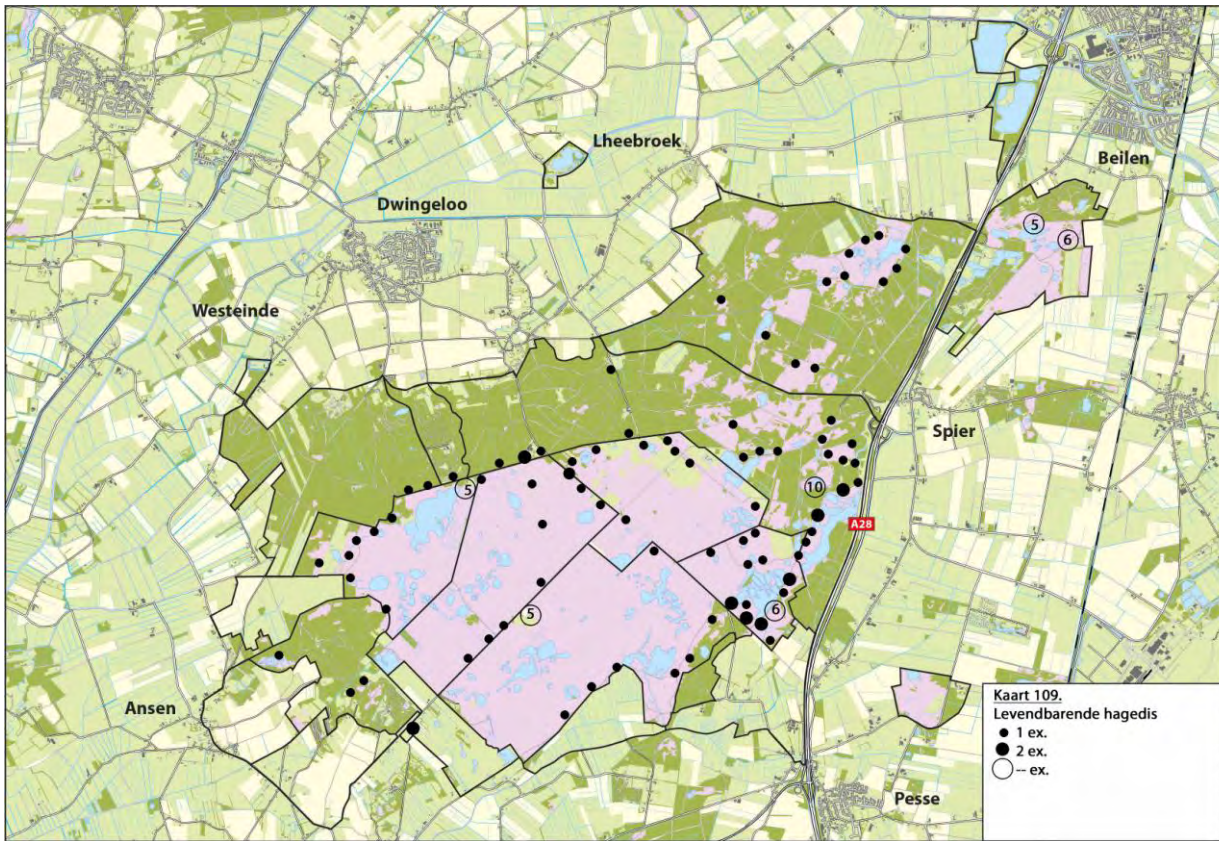 Lheebroek
Beilen
5
6
Dwingeloo
Westeinde
Spier
5
10
A28
5
6
Ansen
Pesse
Kaart 109.
Levendbarende hagedis
1 ex.
2 ex.
-- ex.